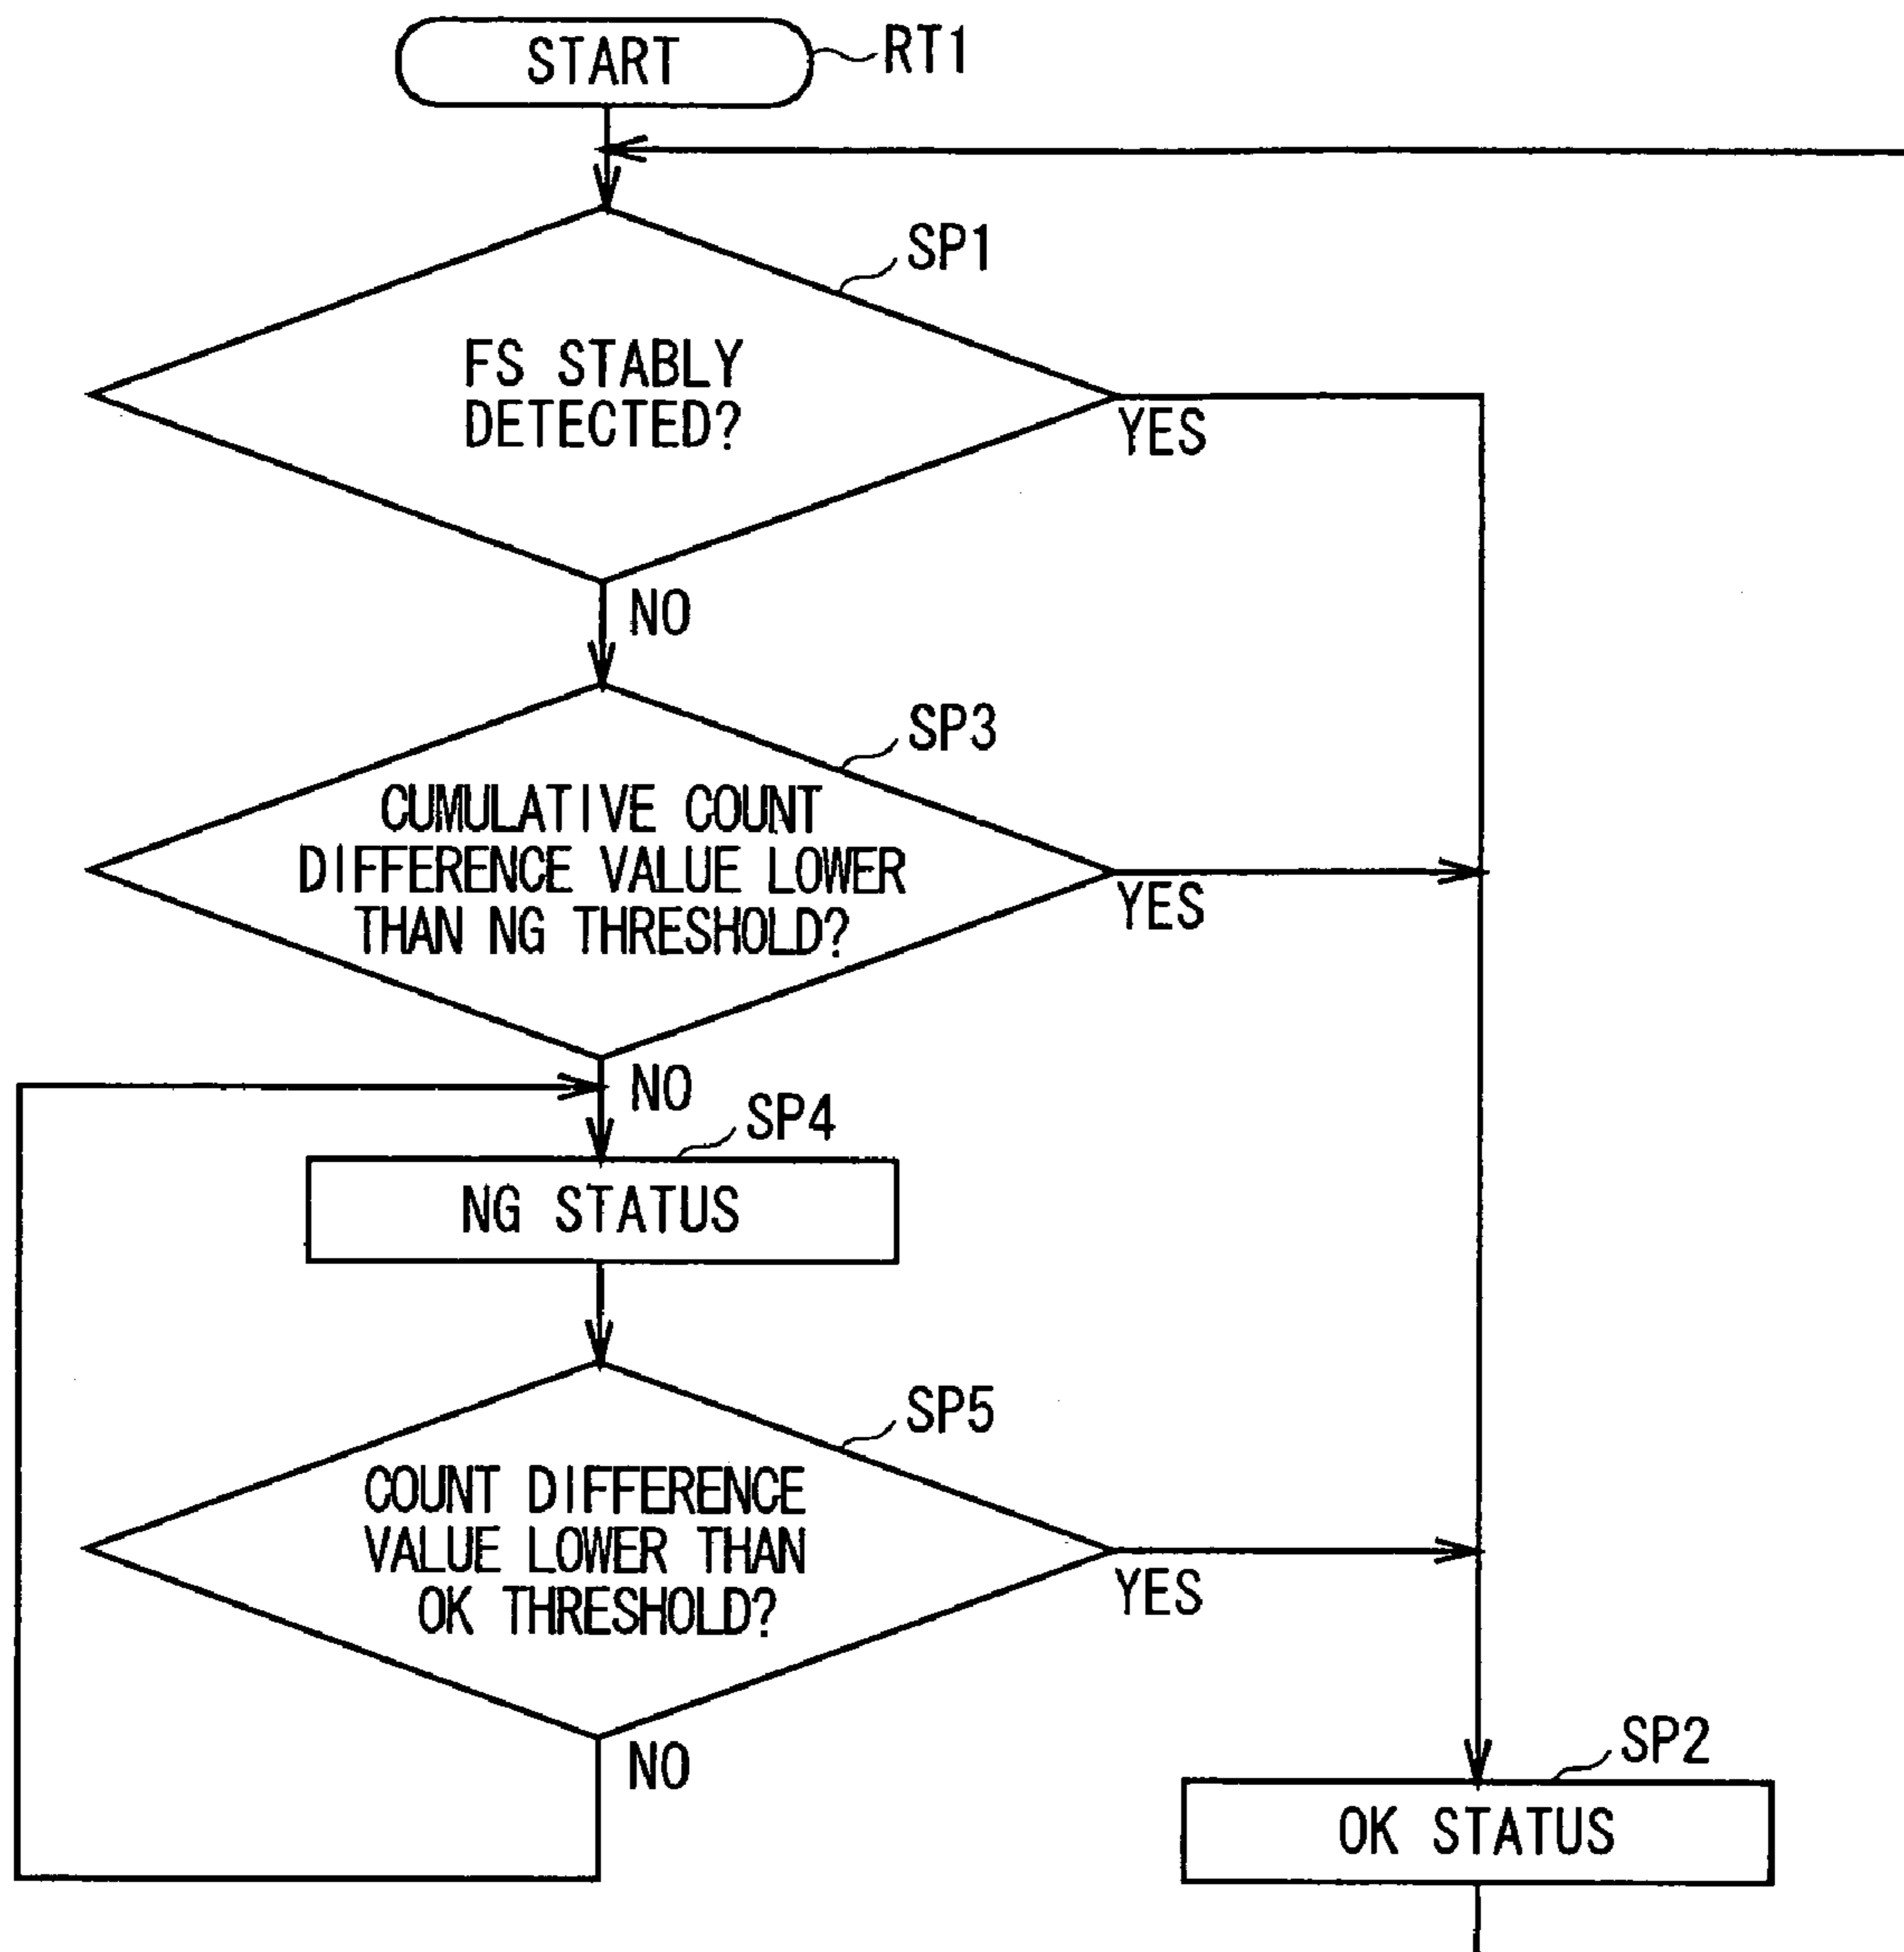 START
RT1
SP1
FS STABLY
DETECTED?
YES
NO
SP3
CUMULATIVE COUNT
DIFFERENCE VALUE LOWER
THAN NG THRESHOLD?
YES
NO
SP4
NG STATUS
SP5
COUNT DIFFERENCE
VALUE LOWER THAN
OK THRESHOLD?
YES
NO
SP2
OK STATUS